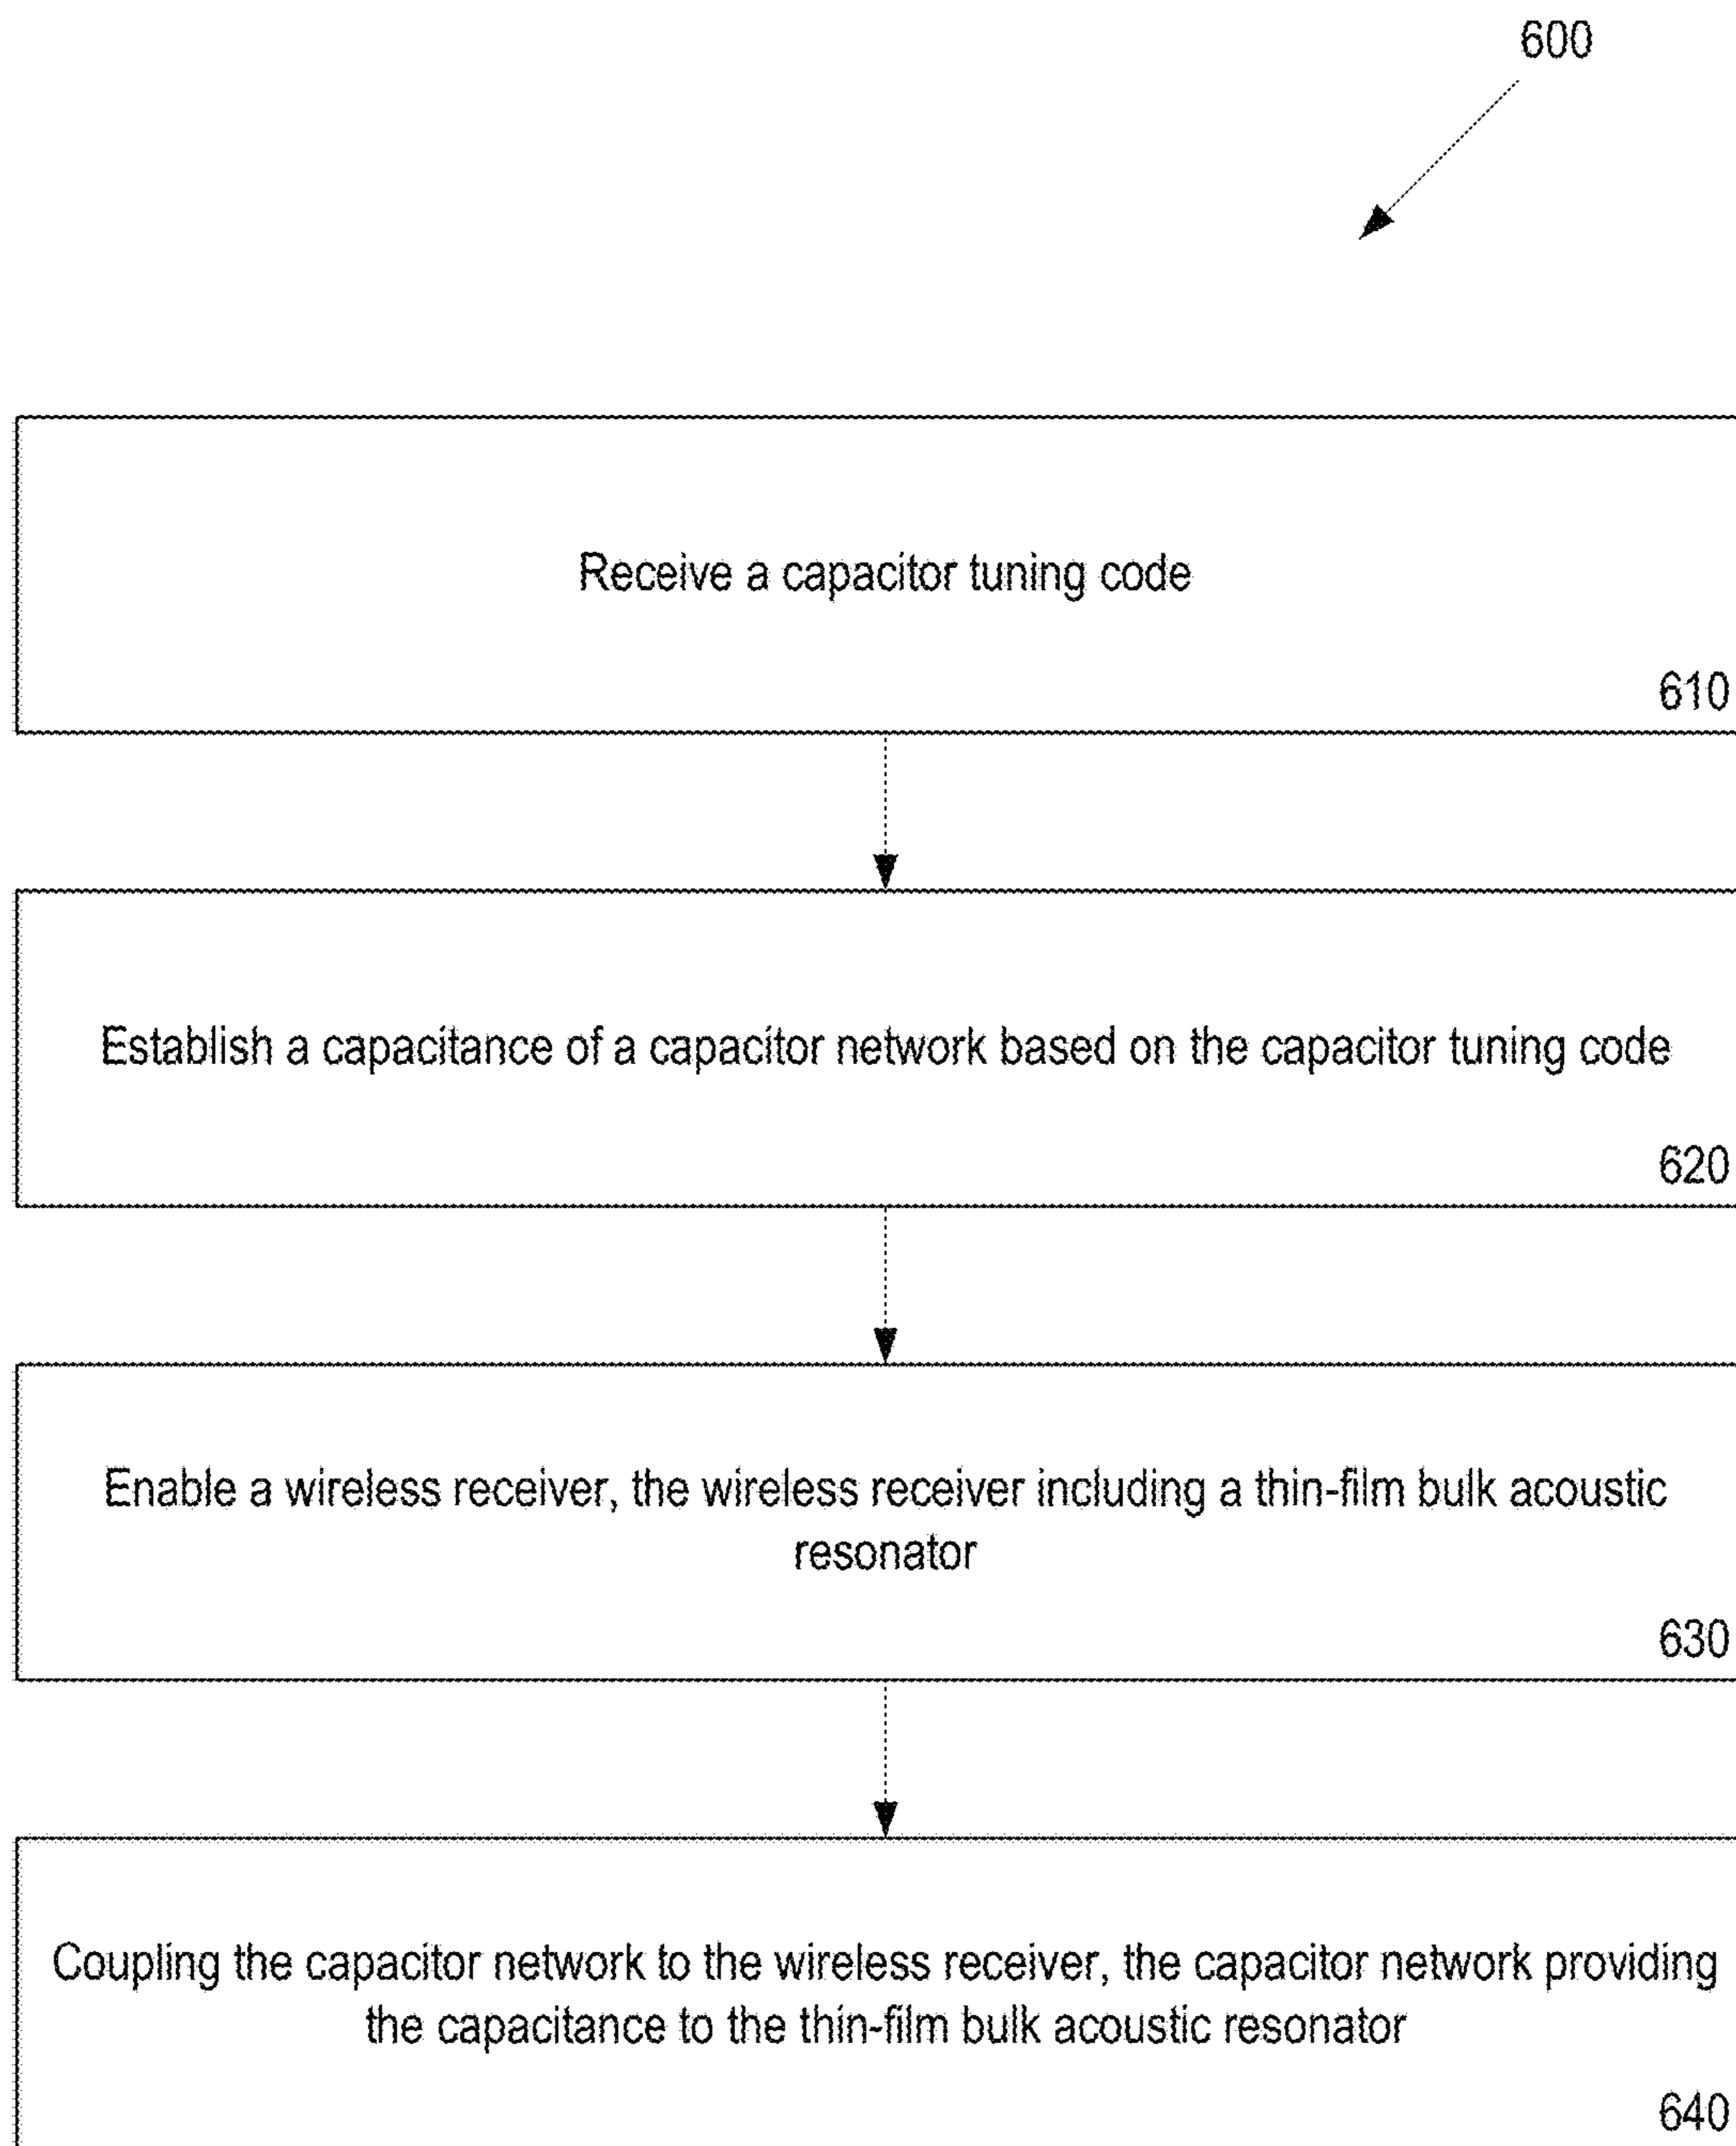 600
Receive a capacitor tuning code
610
Establish a capacitance of a capacitor network based on the capacitor tuning code
620
Enable a wireless receiver, the wireless receiver including a thin-film bulk acoustic
resonator
630
Coupling the capacitor network to the wireless receiver, the capacitor network providing
the capacitance to the thin-film bulk acoustic resonator
640